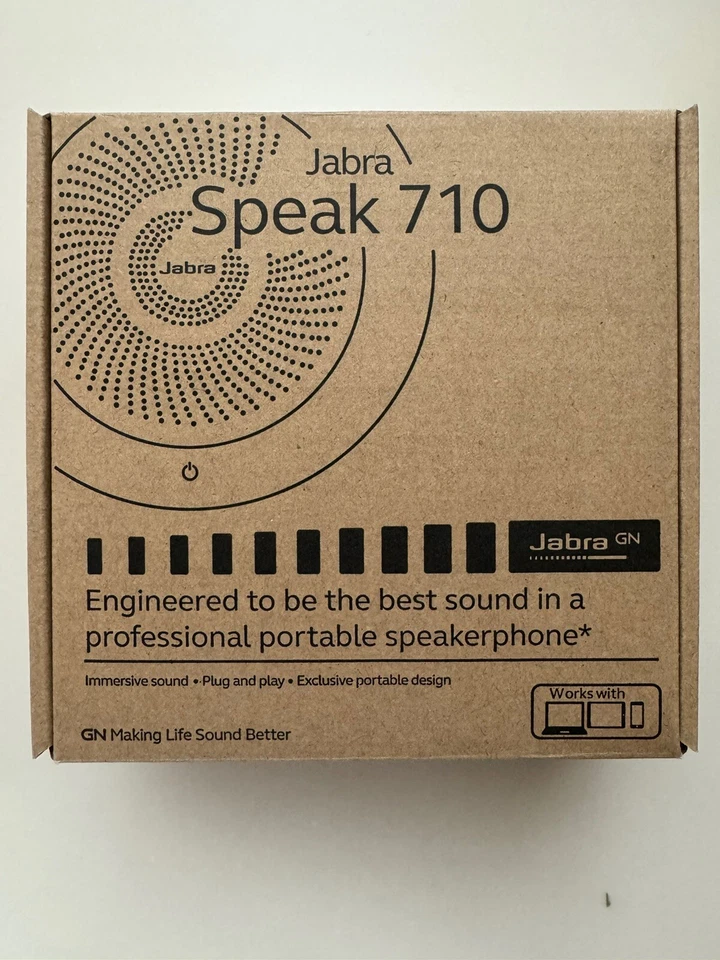 Jabra
Speak 710
Jabra
Jabra GN
Engineered to be the best sound in a
professional portable speakerphone*
Immersive sound • Plug and play • Exclusive portable design
Works with
GN Making Life Sound Better